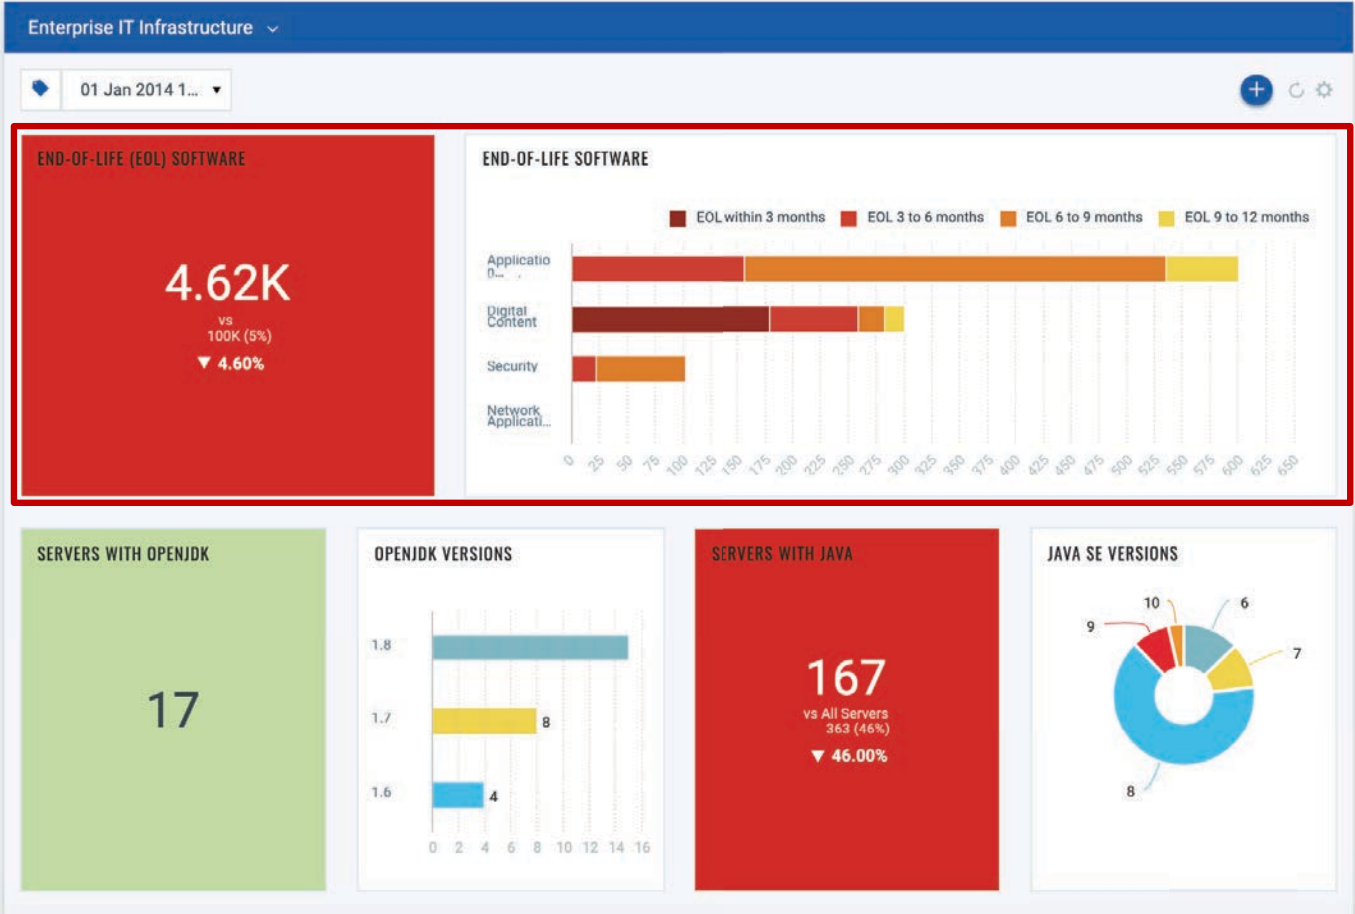 Enterprise IT Infrastructure
01 Jan 2014 1...
END-OF-LIFE (EOL) SOFTWARE
4.62K
vs
100K (5%)
▼ 4.60%
END-OF-LIFE SOFTWARE
EOL within 3 months
EOL 3 to 6 months
EOL 6 to 9 months
EOL 9 to 12 months
Applicatio
Digital
Content
Security
Network
Applicati...
0 25 50 75 100 125 150 175 200 225 250 275 300 325 350 375 400 425 450 475 500 525 550 575 600 625 650
SERVERS WITH OPENJDK
17
OPENJDK VERSIONS
1.8
1.7
8
1.6
4
0 2 4 6 8 10 12 14 16
SERVERS WITH JAVA
167
vs All Servers
363 (46%)
▼ 46.00%
JAVA SE VERSIONS
10
6
9
7
8